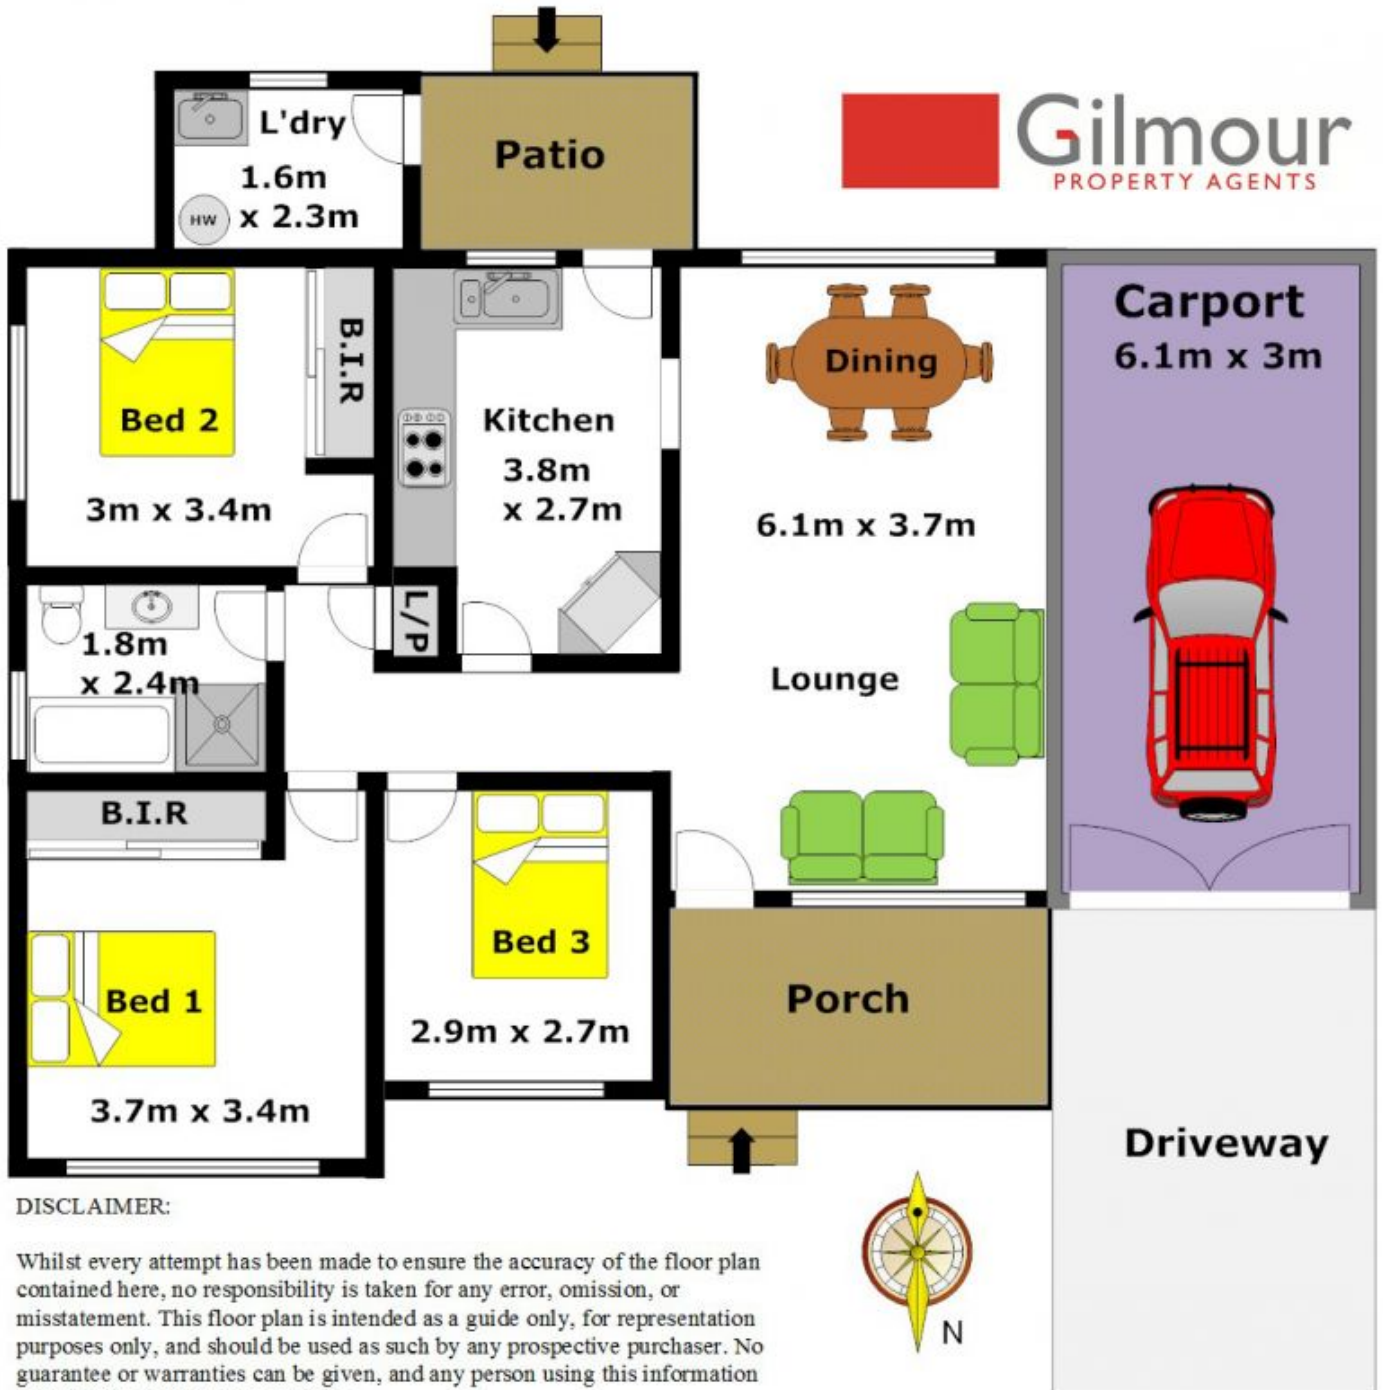 Gilmour
PROPERTY AGENTS
L'dry
1.6m
x 2.3m
HW
Patio
Bed 2
3m x 3.4m
B.I.R
Kitchen
3.8m
x 2.7m
Dining
6.1m x 3.7m
Lounge
Carport
6.1m x 3m
1.8m
x 2.4m
L/P
B.I.R
Bed 1
3.7m x 3.4m
Bed 3
2.9m x 2.7m
Porch
Driveway
N
DISCLAIMER:
Whilst every attempt has been made to ensure the accuracy of the floor plan
contained here, no responsibility is taken for any error, omission, or
misstatement. This floor plan is intended as a guide only, for representation
purposes only, and should be used as such by any prospective purchaser. No
guarantee or warranties can be given, and any person using this information